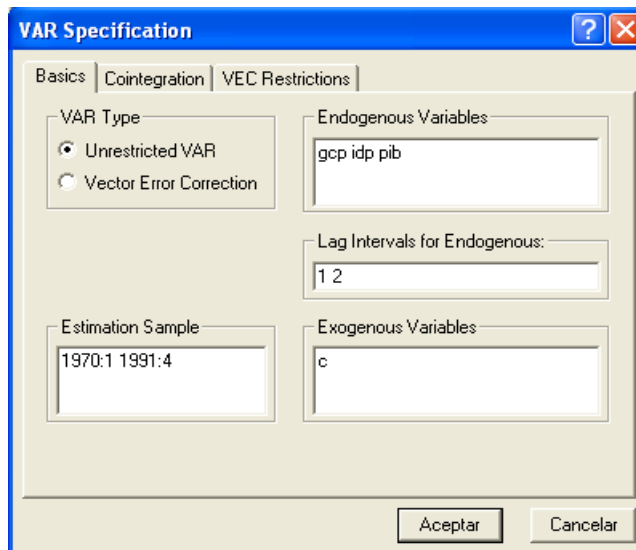 VAR Specification
Basics
Cointegration
VEC Restrictions
VAR Type
Unrestricted VAR
Vector Error Correction
Endogenous Variables
gcp idp pib
Lag Intervals for Endogenous:
1 2
Estimation Sample
1970:1 1991:4
Exogenous Variables
c
Aceptar
Cancelar